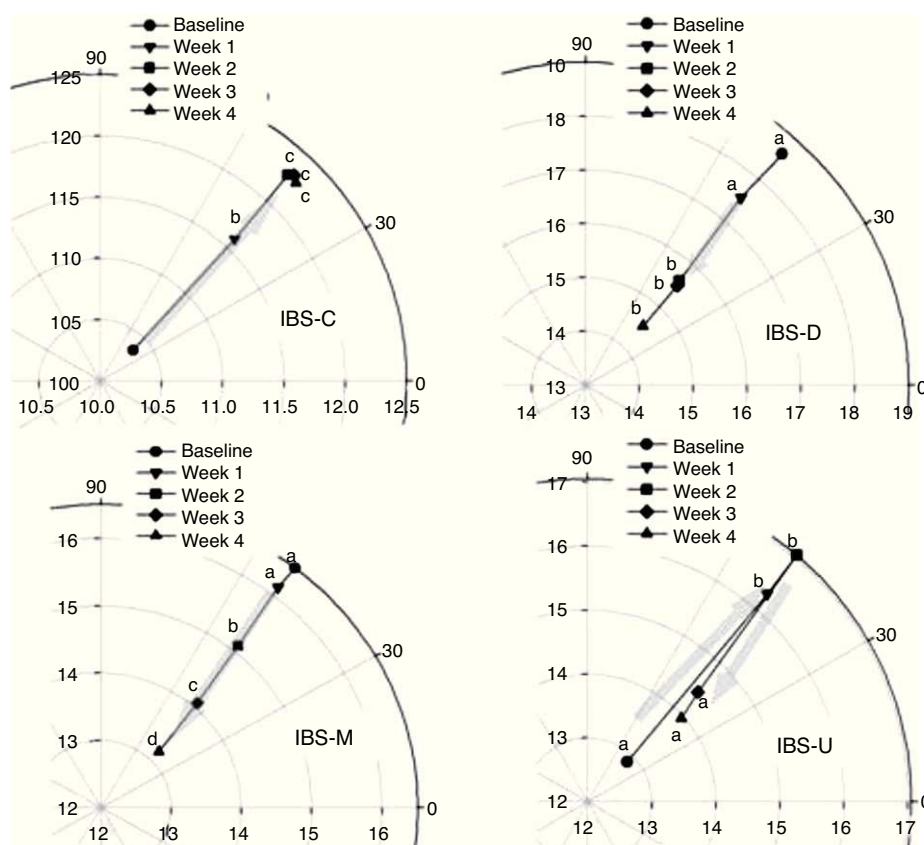 Baseline
Week 1
Week 2
Week 3
Week 4
90
125
120
115
110
105
100
10.5 10.0 10.5 11.0 11.5 12.0 12.5
0
30
c
c
c
b
IBS-C
Baseline
Week 1
Week 2
Week 3
Week 4
90
10
18
17
16
15
14
13
14 13 14 15 16 17 18 19
0
30
a
a
b
b
b
IBS-D
Baseline
Week 1
Week 2
Week 3
Week 4
90
16
15
14
13
12
12 13 14 15 16
0
30
a
a
b
c
d
IBS-M
Baseline
Week 1
Week 2
Week 3
Week 4
90
17
16
15
14
13
12
12 13 14 15 16 17
0
30
b
b
a
a
a
IBS-U